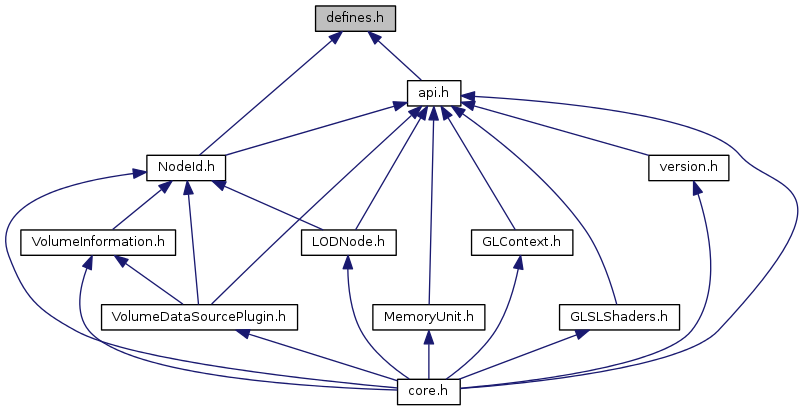 defines.h
api.h
NodeId.h
version.h
VolumeInformation.h
LODNode.h
GLContext.h
VolumeDataSourcePlugin.h
MemoryUnit.h
GLSLShaders.h
core.h